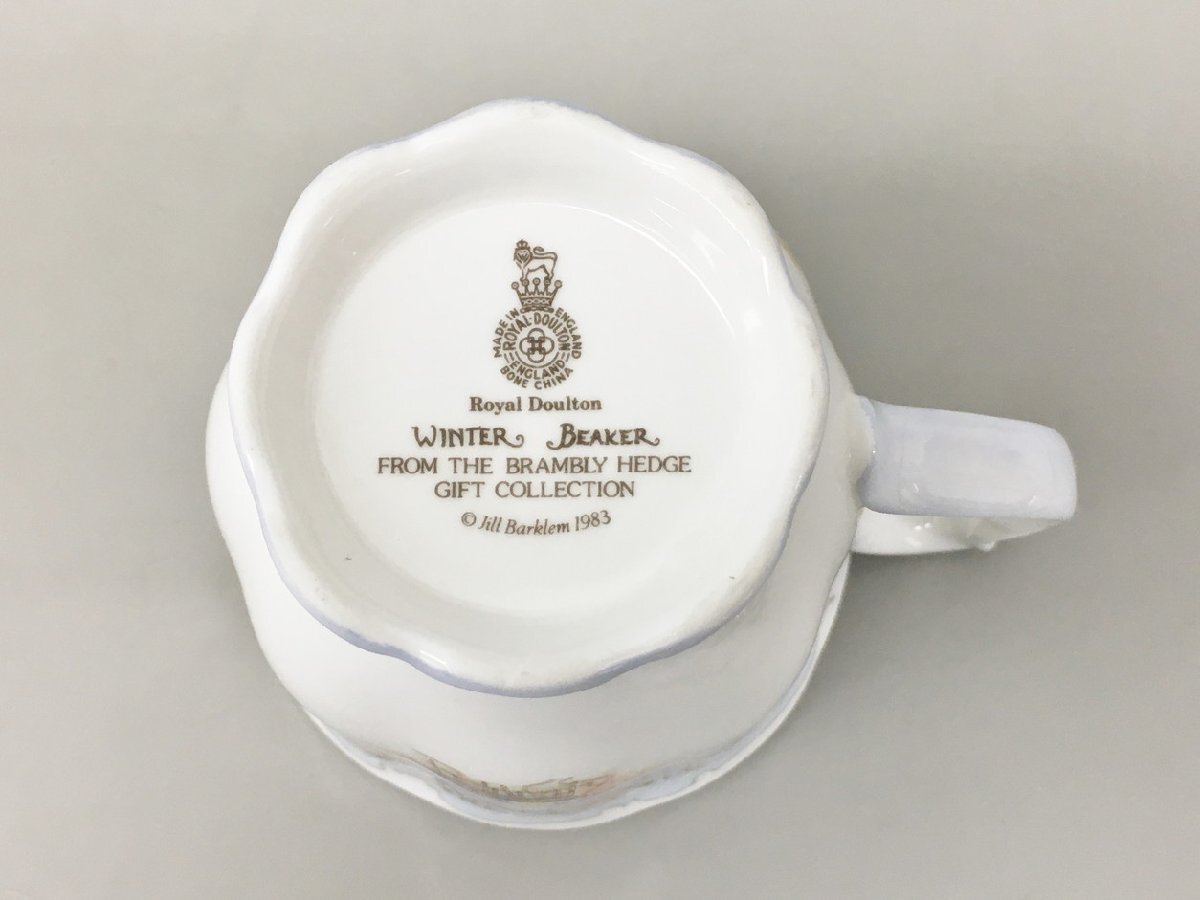 MADE IN ENGLAND
ROYAL·DOULTON
ENGLAND
BONE CHINA
Royal Doulton
WINTER BEAKER
FROM THE BRAMBLY HEDGE
GIFT COLLECTION
© Jill Barklem 1983